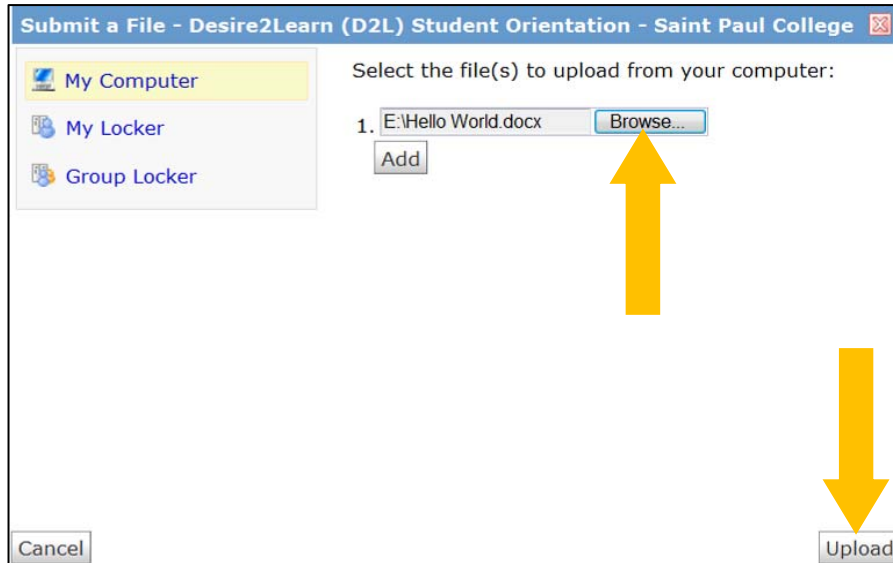 Submit a File - Desire2Learn (D2L) Student Orientation - Saint Paul College
My Computer
My Locker
Group Locker
Select the file(s) to upload from your computer:
1. E:\Hello World.docx Browse...
Add
Cancel
Upload